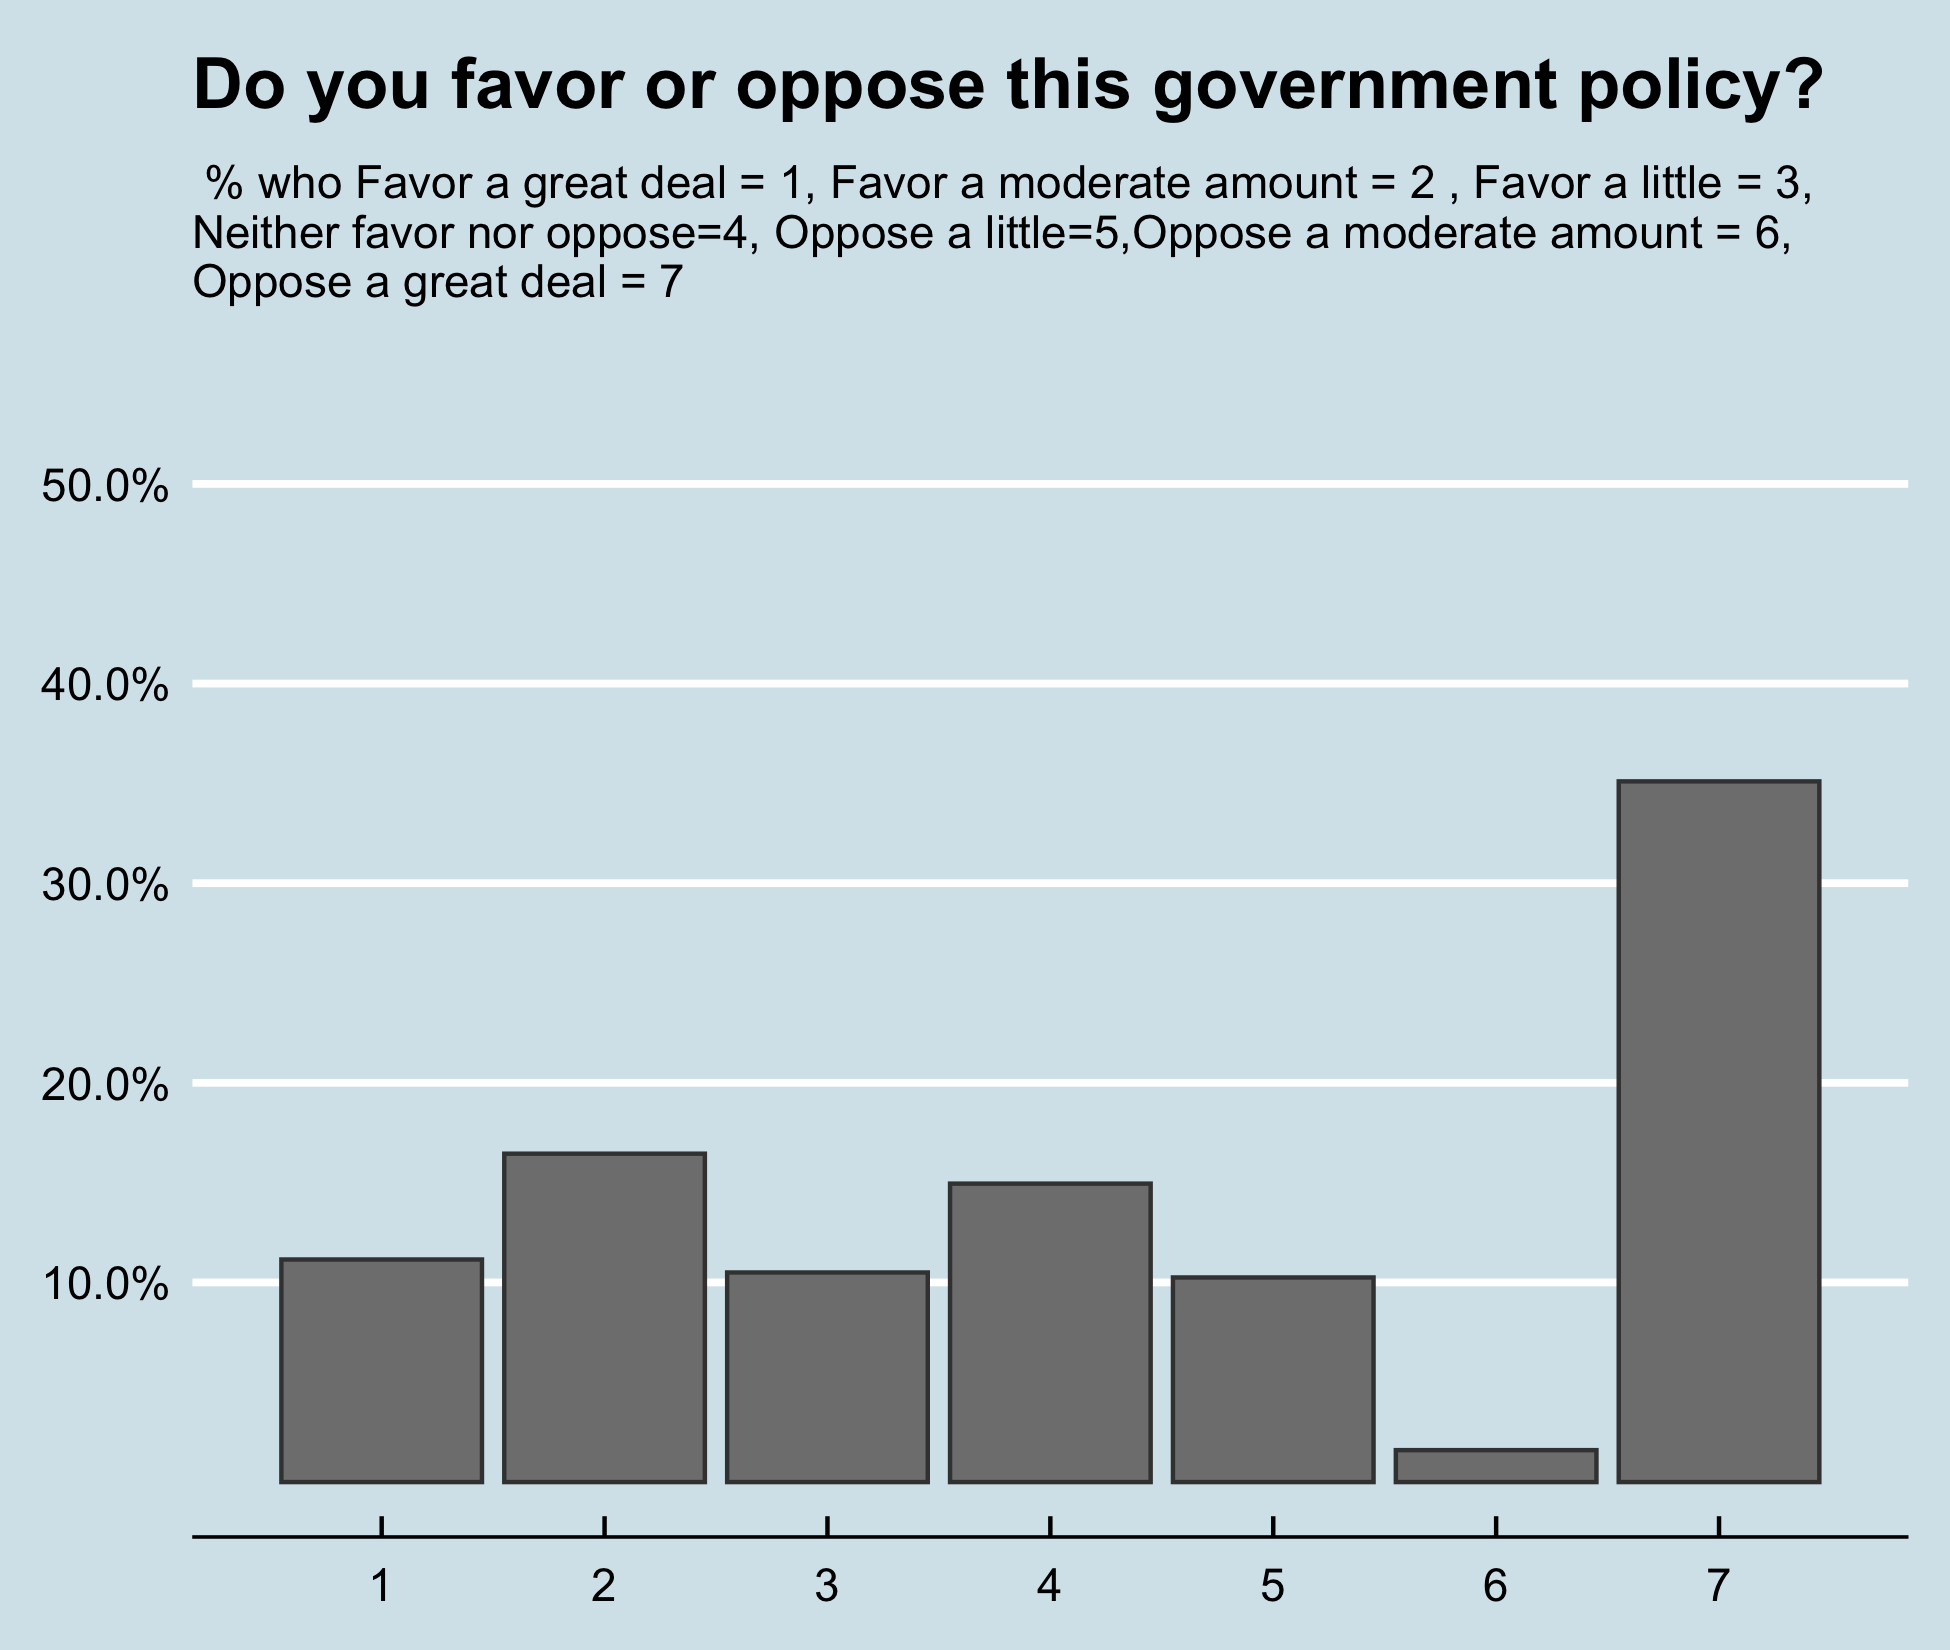 Do you favor or oppose this government policy?
% who Favor a great deal = 1, Favor a moderate amount = 2 , Favor a little = 3,
Neither favor nor oppose=4, Oppose a little=5,Oppose a moderate amount = 6,
Oppose a great deal = 7
50.0%
40.0%
30.0%
20.0%
10.0%
1 2 3 4 5 6 7